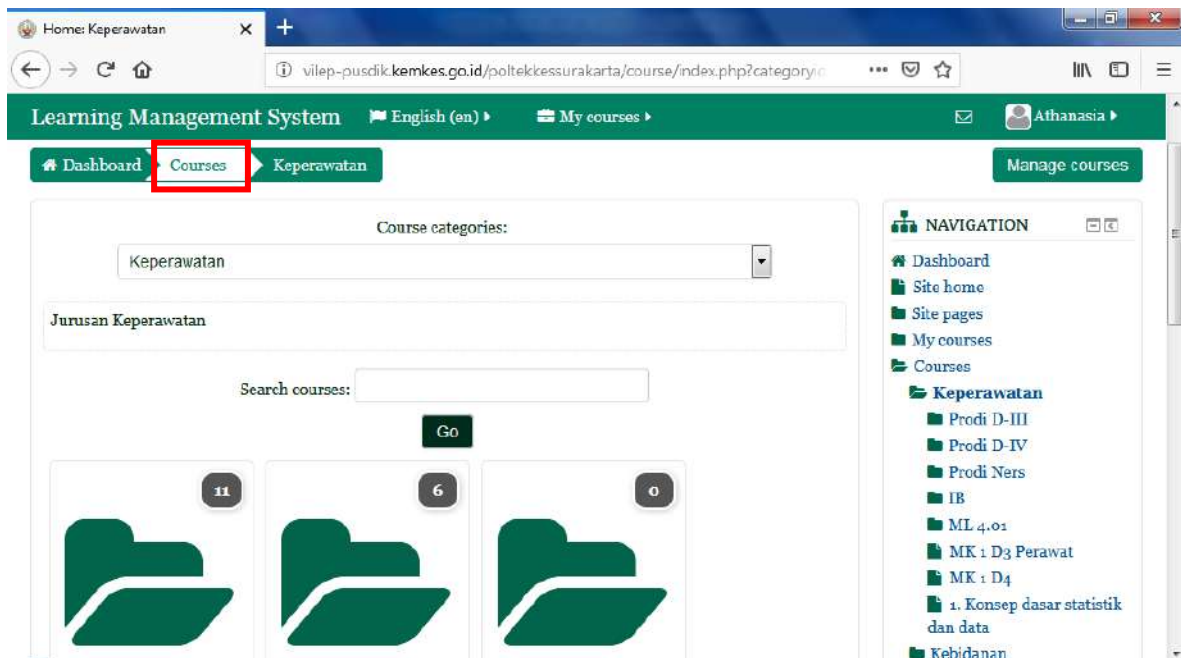 Home: Keperawatan
vilep-pusdik.kemkes.go.id/poltekkessurakarta/course/index.php?category
Learning Management System English (en) My courses Athanasia
Dashboard Courses Keperawatan Manage courses
Course categories:
Keperawatan
Jurusan Keperawatan
Search courses:
Go
11 6 0
NAVIGATION
Dashboard
Site home
Site pages
My courses
Courses
Keperawatan
Prodi D-III
Prodi D-IV
Prodi Ners
IB
ML 4.01
MK 1 D3 Perawat
MK 1 D4
1. Konsep dasar statistik
dan data
Kebidanan